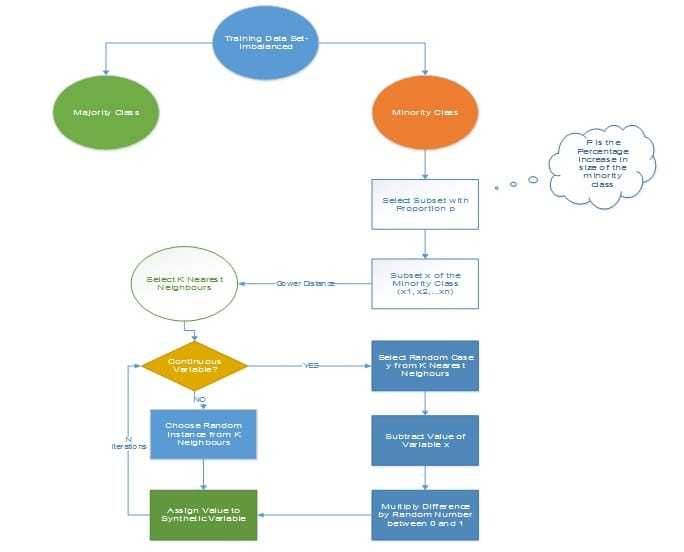 Training Data Set-
Imbalanced
Majority Class
Minority Class
P is the
Percentage
increase in
size of the
minority
class
Select Subset with
Proportion p
Select K Nearest
Neighbours
Gower Distance
Subset x of the
Minority Class
(x1, x2,...xn)
Continuous
Variable?
YES
Select Random Case
y from K Nearest
Neighours
NO
Choose Random
Instance from K
Neighbours
N
Iterations
Subtract Value of
Variable x
Assign Value to
Synthetic Variable
Multiply Difference
by Random Number
between 0 and 1